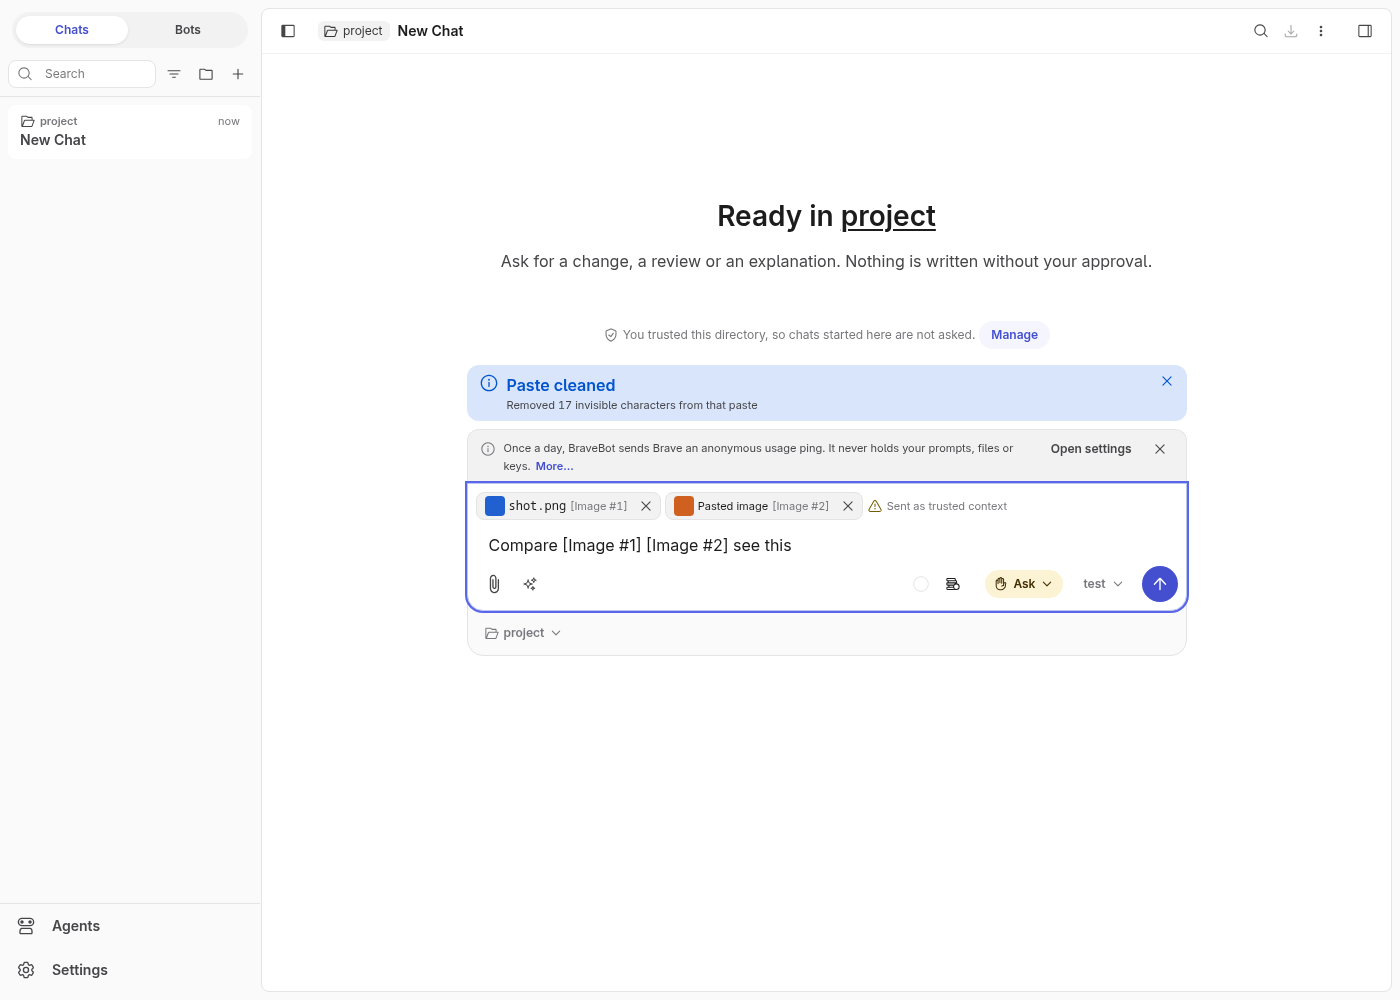 Chats
Bots
Search
project
now
New Chat
Agents
Settings
project
New Chat
Ready in project
Ask for a change, a review or an explanation. Nothing is written without your approval.
You trusted this directory, so chats started here are not asked.
Manage
Paste cleaned
Removed 17 invisible characters from that paste
Once a day, BraveBot sends Brave an anonymous usage ping. It never holds your prompts, files or
keys. More...
Open settings
shot.png [Image #1]
Pasted image [Image #2]
Sent as trusted context
Compare [Image #1] [Image #2] see this
Ask
test
project